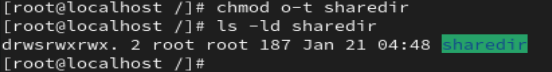 [root@localhost /]# chmod o-t sharedir
[root@localhost /]# ls -ld sharedir
drwsrwxrwx. 2 root root 187 Jan 21 04:48 sharedir
[root@localhost /]#